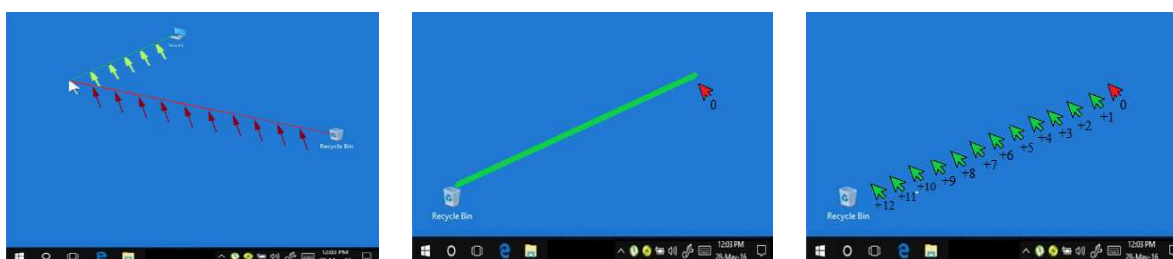 This PC
Recycle Bin
12:03 PM
0
Recycle Bin
12:03 PM
28-May-16
0
+1
+2
+3
+4
+5
+6
+7
+8
+9
+10
+11
+12
Recycle Bin
12:03 PM
28-May-16